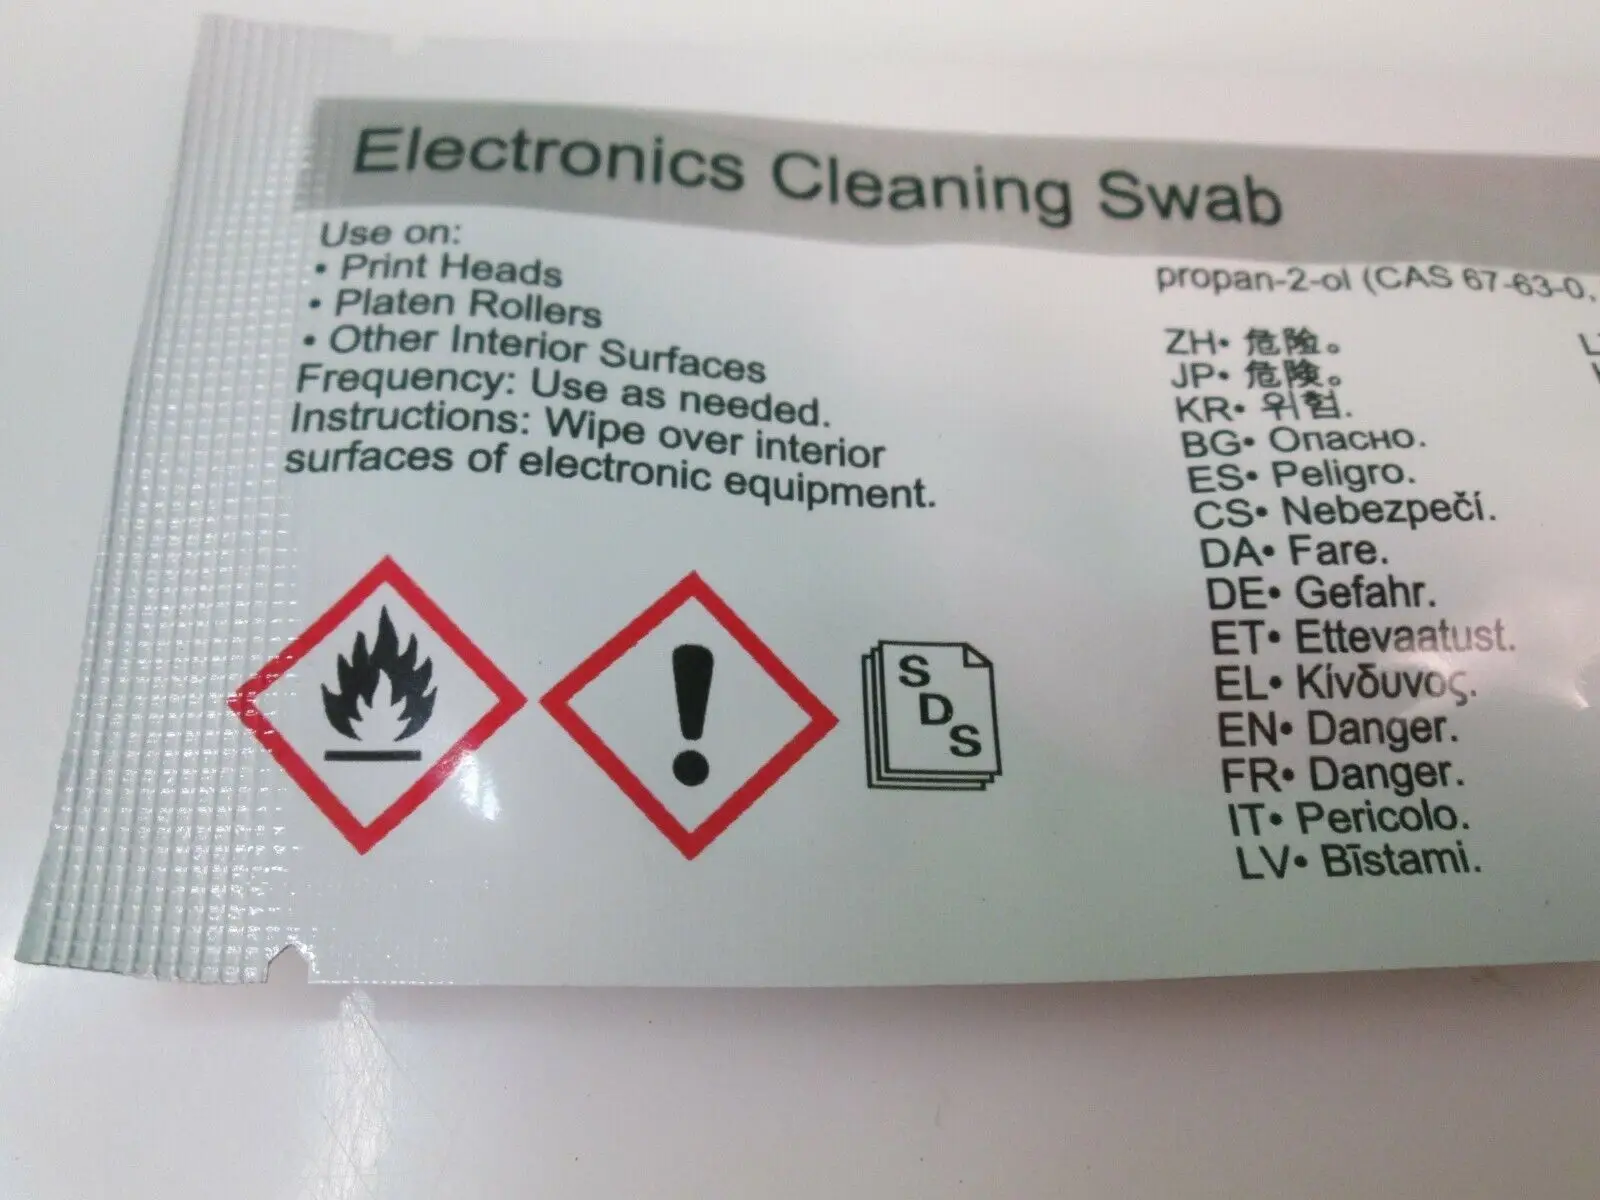 Electronics Cleaning Swab
Use on:
• Print Heads
• Platen Rollers
• Other Interior Surfaces
Frequency: Use as needed.
Instructions: Wipe over interior
surfaces of electronic equipment.
S
D
S
propan-2-ol (CAS 67-63-0,
ZH• 危险。
JP• 危険。
KR• 위험.
BG• Опасно.
ES• Peligro.
CS• Nebezpečí.
DA• Fare.
DE• Gefahr.
ET• Ettevaatust.
EL• Κίνδυνος.
EN• Danger.
FR• Danger.
IT• Pericolo.
LV• Bīstami.